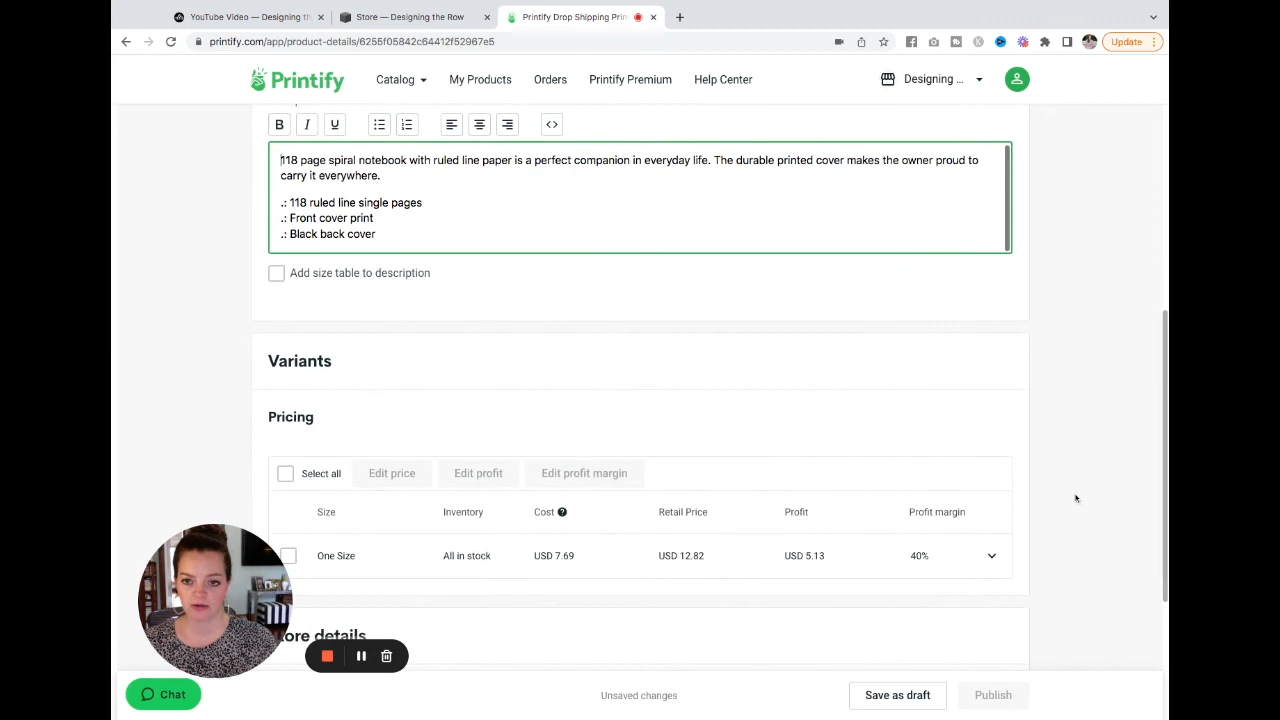 YouTube Video — Designing the
Store — Designing the Row
Printify Drop Shipping Prin
printify.com/app/product-details/6255f05842c64412f52967e5
Update
Printify
Catalog
My Products
Orders
Printify Premium
Help Center
Designing ...
B I U
118 page spiral notebook with ruled line paper is a perfect companion in everyday life. The durable printed cover makes the owner proud to
carry it everywhere.
.: 118 ruled line single pages
.: Front cover print
.: Black back cover
Add size table to description
Variants
Pricing
Select all
Edit price
Edit profit
Edit profit margin
Size
Inventory
Cost
Retail Price
Profit
Profit margin
One Size
All in stock
USD 7.69
USD 12.82
USD 5.13
40%
ore details
Chat
Unsaved changes
Save as draft
Publish